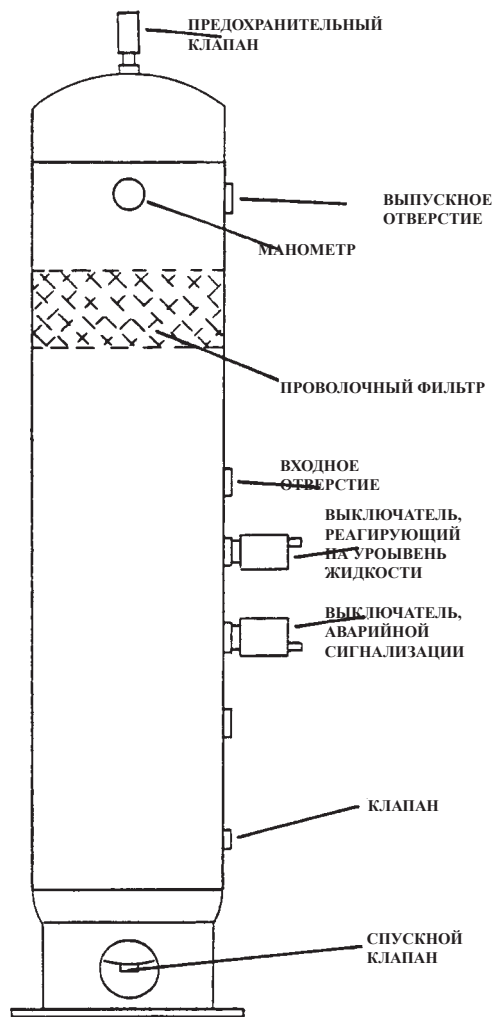 ПРЕДОХРАНИТЕЛЬНЫЙ
КЛАПАН
ВЫПУСКНОЕ
ОТВЕРСТИЕ
МАНОМЕТР
ПРОВОЛОЧНЫЙ ФИЛЬТР
ВХОДНОЕ
ОТВЕРСТИЕ
ВЫКЛЮЧАТЕЛЬ,
РЕАГИРУЮЩИЙ
НА УРОЫВЕНЬ
ЖИДКОСТИ
ВЫКЛЮЧАТЕЛЬ,
АВАРИЙНОЙ
СИГНАЛИЗАЦИИ
КЛАПАН
СПУСКНОЙ
КЛАПАН